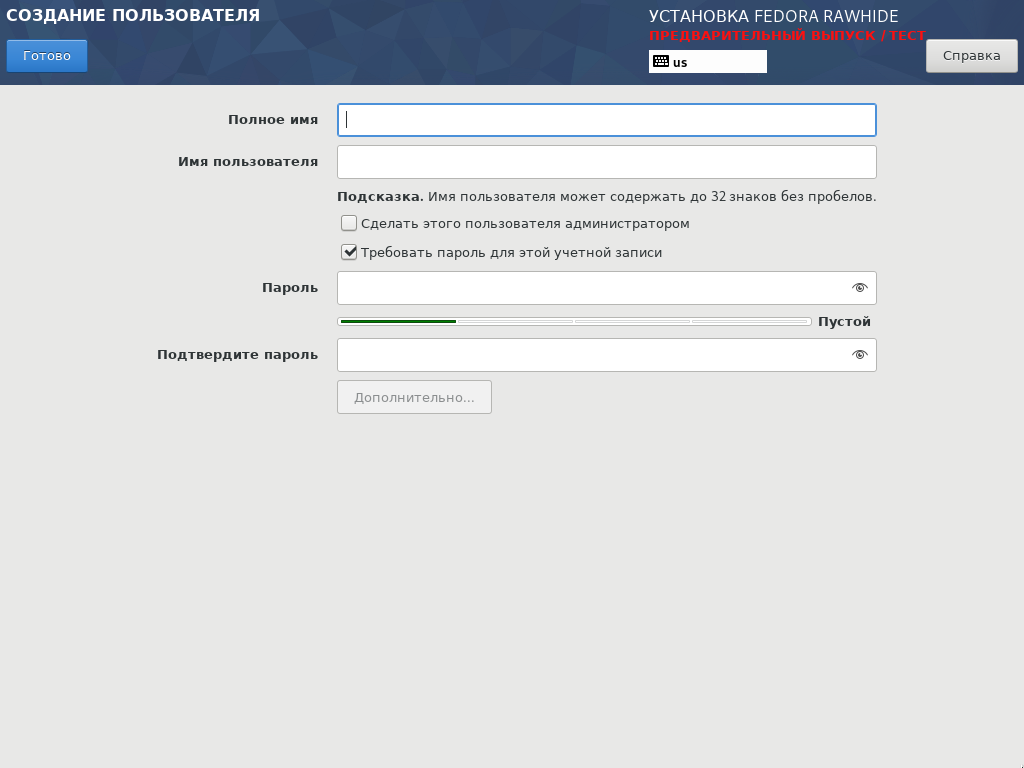 СОЗДАНИЕ ПОЛЬЗОВАТЕЛЯ
Готово
УСТАНОВКА FEDORA RAWHIDE
ПРЕДВАРИТЕЛЬНЫЙ ВЫПУСК / ТЕСТ
us
Справка
Полное имя
Имя пользователя
Подсказка. Имя пользователя может содержать до 32 знаков без пробелов.
Сделать этого пользователя администратором
Требовать пароль для этой учетной записи
Пароль
Пустой
Подтвердите пароль
Дополнительно...